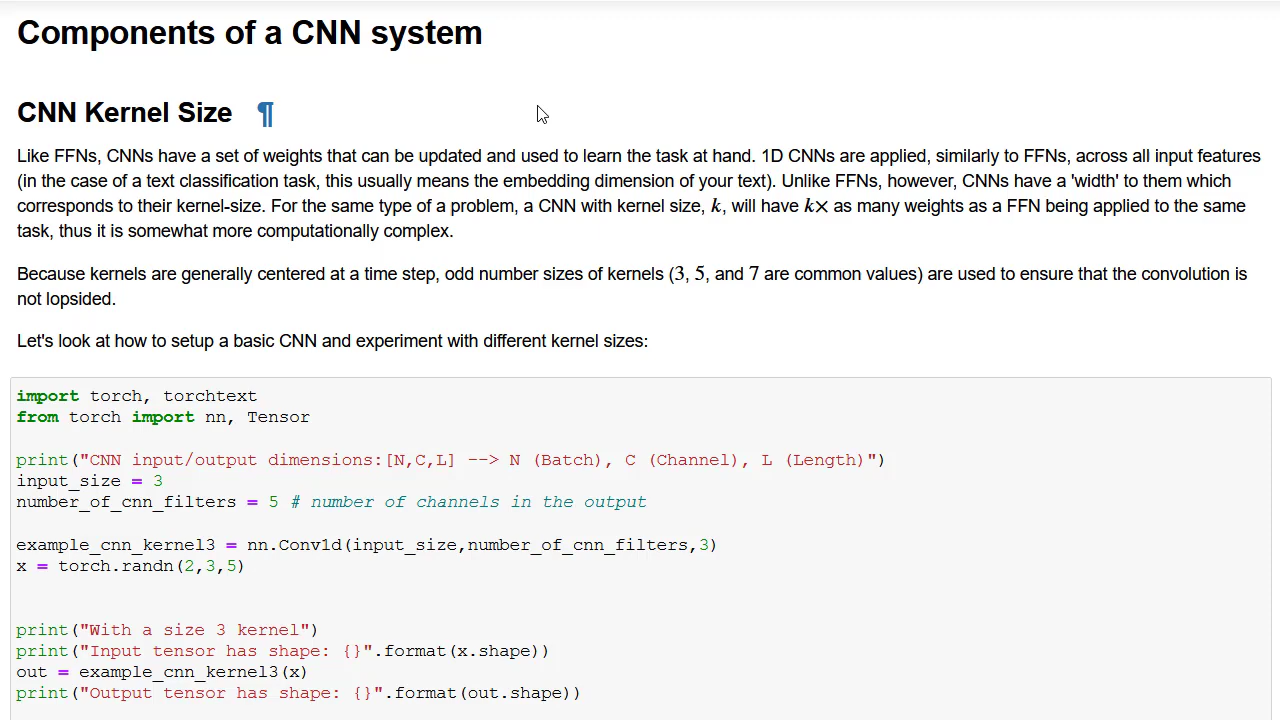 Components of a CNN system
CNN Kernel Size ¶
Like FFNs, CNNs have a set of weights that can be updated and used to learn the task at hand. 1D CNNs are applied, similarly to FFNs, across all input features
(in the case of a text classification task, this usually means the embedding dimension of your text). Unlike FFNs, however, CNNs have a 'width' to them which
corresponds to their kernel-size. For the same type of a problem, a CNN with kernel size, k, will have k× as many weights as a FFN being applied to the same
task, thus it is somewhat more computationally complex.
Because kernels are generally centered at a time step, odd number sizes of kernels (3, 5, and 7 are common values) are used to ensure that the convolution is
not lopsided.
Let's look at how to setup a basic CNN and experiment with different kernel sizes:
import torch, torchtext
from torch import nn, Tensor
print("CNN input/output dimensions:[N,C,L] --> N (Batch), C (Channel), L (Length)")
input_size = 3
number_of_cnn_filters = 5 # number of channels in the output
example_cnn_kernel3 = nn.Conv1d(input_size,number_of_cnn_filters,3)
x = torch.randn(2,3,5)
print("With a size 3 kernel")
print("Input tensor has shape: {}".format(x.shape))
out = example_cnn_kernel3(x)
print("Output tensor has shape: {}".format(out.shape))